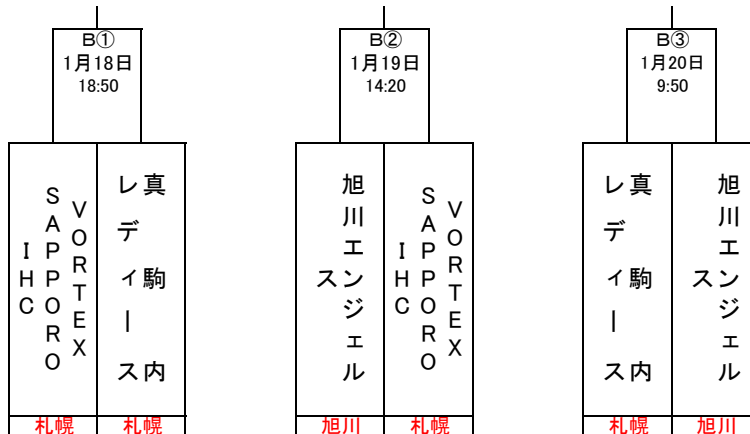 B①
1月18日
18:50
VORTEX
SAPPORO
IHC
真駒内
レディース
札幌
札幌
B②
1月19日
14:20
旭川エンジェル
ス
VORTEX
SAPPORO
IHC
旭川
札幌
B③
1月20日
9:50
真駒内
レディース
旭川エンジェル
ス
札幌
旭川